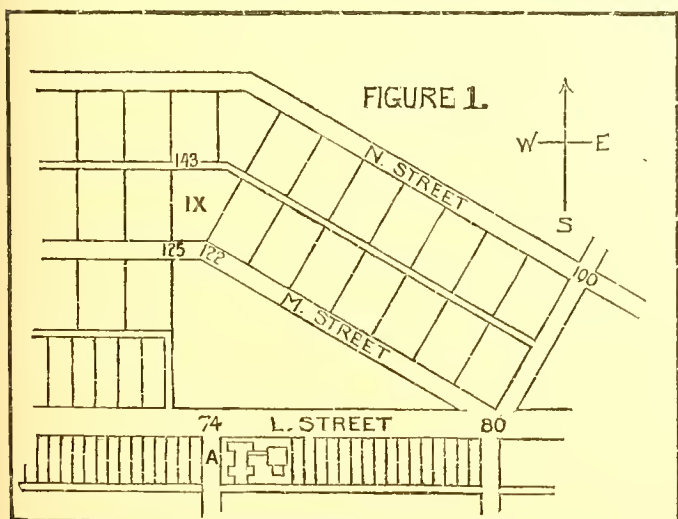 FIGURE 1.
W E
S
N. STREET
143
IX
100
125 122
M. STREET
74 L. STREET 80
A